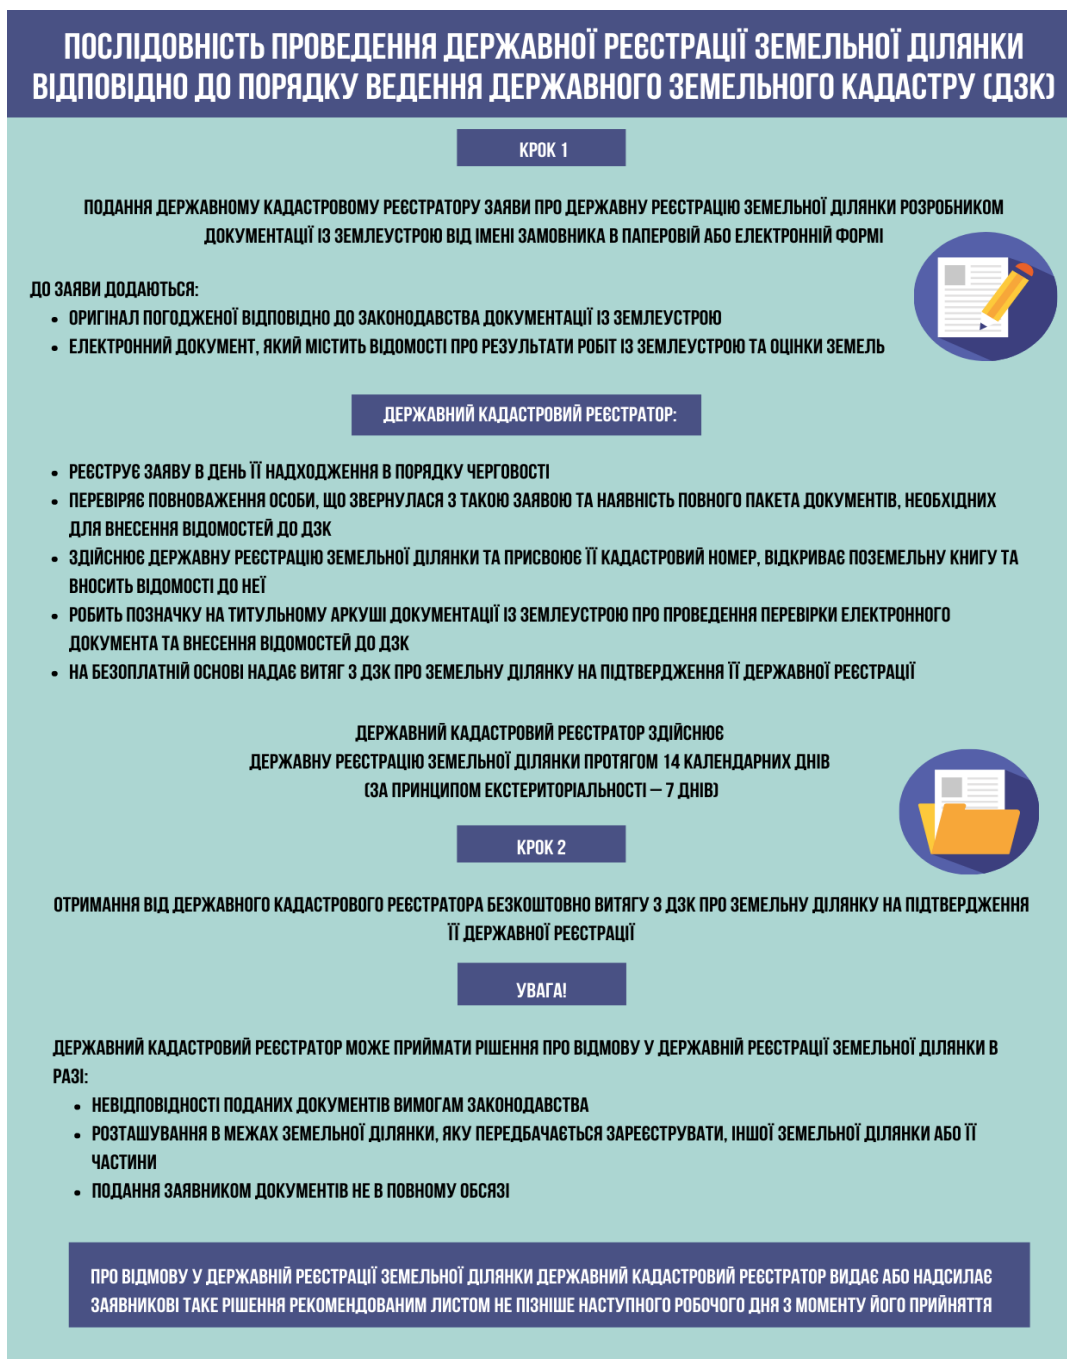 ПОСЛІДОВНІСТЬ ПРОВЕДЕННЯ ДЕРЖАВНОЇ РЕЄСТРАЦІЇ ЗЕМЕЛЬНОЇ ДІЛЯНКИ
ВІДПОВІДНО ДО ПОРЯДКУ ВЕДЕННЯ ДЕРЖАВНОГО ЗЕМЕЛЬНОГО КАДАСТРУ (ДЗК)
КРОК 1
ПОДАННЯ ДЕРЖАВНОМУ КАДАСТРОВОМУ РЕЄСТРАТОРУ ЗАЯВИ ПРО ДЕРЖАВНУ РЕЄСТРАЦІЮ ЗЕМЕЛЬНОЇ ДІЛЯНКИ РОЗРОБНИКОМ
ДОКУМЕНТАЦІЇ ІЗ ЗЕМЛЕУСТРОЮ ВІД ІМЕНІ ЗАМОВНИКА В ПАПЕРОВІЙ АБО ЕЛЕКТРОННІЙ ФОРМІ
ДО ЗАЯВИ ДОДАЮТЬСЯ:
• ОРИГІНАЛ ПОГОДЖЕНОЇ ВІДПОВІДНО ДО ЗАКОНОДАВСТВА ДОКУМЕНТАЦІЇ ІЗ ЗЕМЛЕУСТРОЮ
• ЕЛЕКТРОННИЙ ДОКУМЕНТ, ЯКИЙ МІСТИТЬ ВІДОМОСТІ ПРО РЕЗУЛЬТАТИ РОБІТ ІЗ ЗЕМЛЕУСТРОЮ ТА ОЦІНКИ ЗЕМЕЛЬ
ДЕРЖАВНИЙ КАДАСТРОВИЙ РЕЄСТРАТОР:
• РЕЄСТРУЄ ЗАЯВУ В ДЕНЬ ЇЇ НАДХОДЖЕННЯ В ПОРЯДКУ ЧЕРГОВОСТІ
• ПЕРЕВІРЯЄ ПОВНОВАЖЕННЯ ОСОБИ, ЩО ЗВЕРНУЛАСЯ З ТАКОЮ ЗАЯВОЮ ТА НАЯВНІСТЬ ПОВНОГО ПАКЕТА ДОКУМЕНТІВ, НЕОБХІДНИХ
ДЛЯ ВНЕСЕННЯ ВІДОМОСТЕЙ ДО ДЗК
• ЗДІЙСНЮЄ ДЕРЖАВНУ РЕЄСТРАЦІЮ ЗЕМЕЛЬНОЇ ДІЛЯНКИ ТА ПРИСВОЮЄ ЇЇ КАДАСТРОВИЙ НОМЕР, ВІДКРИВАЄ ПОЗЕМЕЛЬНУ КНИГУ ТА
ВНОСИТЬ ВІДОМОСТІ ДО НЕЇ
• РОБИТЬ ПОЗНАЧКУ НА ТИТУЛЬНОМУ АРКУШІ ДОКУМЕНТАЦІЇ ІЗ ЗЕМЛЕУСТРОЮ ПРО ПРОВЕДЕННЯ ПЕРЕВІРКИ ЕЛЕКТРОННОГО
ДОКУМЕНТА ТА ВНЕСЕННЯ ВІДОМОСТЕЙ ДО ДЗК
• НА БЕЗОПЛАТНІЙ ОСНОВІ НАДАЄ ВИТЯГ З ДЗК ПРО ЗЕМЕЛЬНУ ДІЛЯНКУ НА ПІДТВЕРДЖЕННЯ ЇЇ ДЕРЖАВНОЇ РЕЄСТРАЦІЇ
ДЕРЖАВНИЙ КАДАСТРОВИЙ РЕЄСТРАТОР ЗДІЙСНЮЄ
ДЕРЖАВНУ РЕЄСТРАЦІЮ ЗЕМЕЛЬНОЇ ДІЛЯНКИ ПРОТЯГОМ 14 КАЛЕНДАРНИХ ДНІВ
(ЗА ПРИНЦИПОМ ЕКСТЕРИТОРІАЛЬНОСТІ – 7 ДНІВ)
КРОК 2
ОТРИМАННЯ ВІД ДЕРЖАВНОГО КАДАСТРОВОГО РЕЄСТРАТОРА БЕЗКОШТОВНО ВИТЯГУ З ДЗК ПРО ЗЕМЕЛЬНУ ДІЛЯНКУ НА ПІДТВЕРДЖЕННЯ
ЇЇ ДЕРЖАВНОЇ РЕЄСТРАЦІЇ
УВАГА!
ДЕРЖАВНИЙ КАДАСТРОВИЙ РЕЄСТРАТОР МОЖЕ ПРИЙМАТИ РІШЕННЯ ПРО ВІДМОВУ У ДЕРЖАВНІЙ РЕЄСТРАЦІЇ ЗЕМЕЛЬНОЇ ДІЛЯНКИ В
РАЗІ:
• НЕВІДПОВІДНОСТІ ПОДАНИХ ДОКУМЕНТІВ ВИМОГАМ ЗАКОНОДАВСТВА
• РОЗТАШУВАННЯ В МЕЖАХ ЗЕМЕЛЬНОЇ ДІЛЯНКИ, ЯКУ ПЕРЕДБАЧАЄТЬСЯ ЗАРЕЄСТРУВАТИ, ІНШОЇ ЗЕМЕЛЬНОЇ ДІЛЯНКИ АБО ЇЇ
ЧАСТИНИ
• ПОДАННЯ ЗАЯВНИКОМ ДОКУМЕНТІВ НЕ В ПОВНОМУ ОБСЯЗІ
ПРО ВІДМОВУ У ДЕРЖАВНІЙ РЕЄСТРАЦІЇ ЗЕМЕЛЬНОЇ ДІЛЯНКИ ДЕРЖАВНИЙ КАДАСТРОВИЙ РЕЄСТРАТОР ВИДАЄ АБО НАДСИЛАЄ
ЗАЯВНИКОВІ ТАКЕ РІШЕННЯ РЕКОМЕНДОВАНИМ ЛИСТОМ НЕ ПІЗНІШЕ НАСТУПНОГО РОБОЧОГО ДНЯ З МОМЕНТУ ЙОГО ПРИЙНЯТТЯ